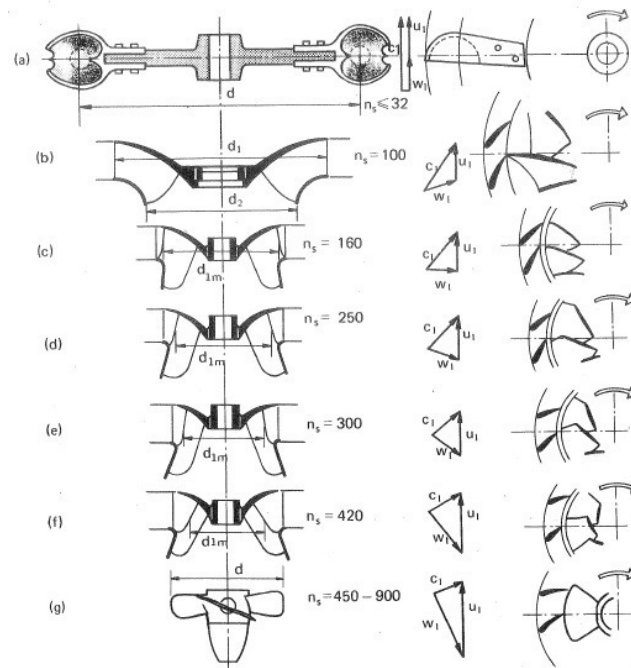 (a)
c₁
u₁
w₁
d
nₛ ≤ 32
(b)
d₁
nₛ = 100
c₁
u₁
w₁
d₂
(c)
nₛ = 160
c₁
u₁
d₁ₘ
w₁
(d)
nₛ = 250
c₁
u₁
d₁ₘ
w₁
(e)
nₛ = 300
c₁
u₁
d₁ₘ
w₁
(f)
nₛ = 420
c₁
u₁
d₁ₘ
w₁
(g)
d
nₛ = 450 – 900
c₁
u₁
w₁